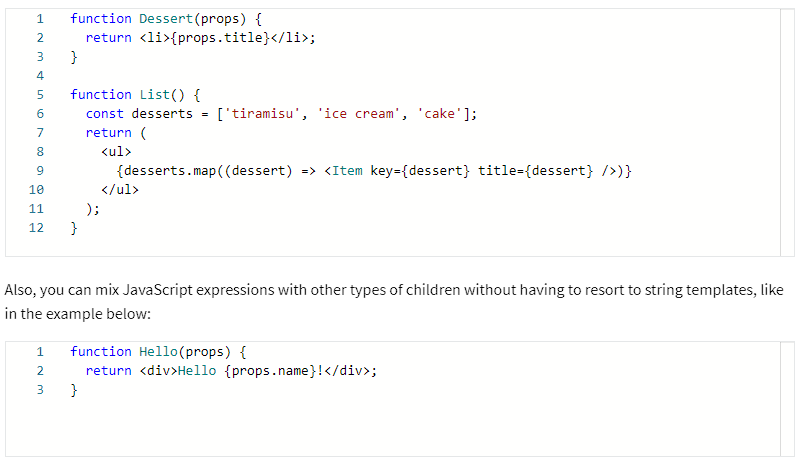 1 function Dessert(props) {
2 return <li>{props.title}</li>;
3 }
4
5 function List() {
6 const desserts = ['tiramisu', 'ice cream', 'cake'];
7 return (
8 <ul>
9 {desserts.map((dessert) => <Item key={dessert} title={dessert} />)}
10 </ul>
11 );
12 }
Also, you can mix JavaScript expressions with other types of children without having to resort to string templates, like
in the example below:
1 function Hello(props) {
2 return <div>Hello {props.name}!</div>;
3 }